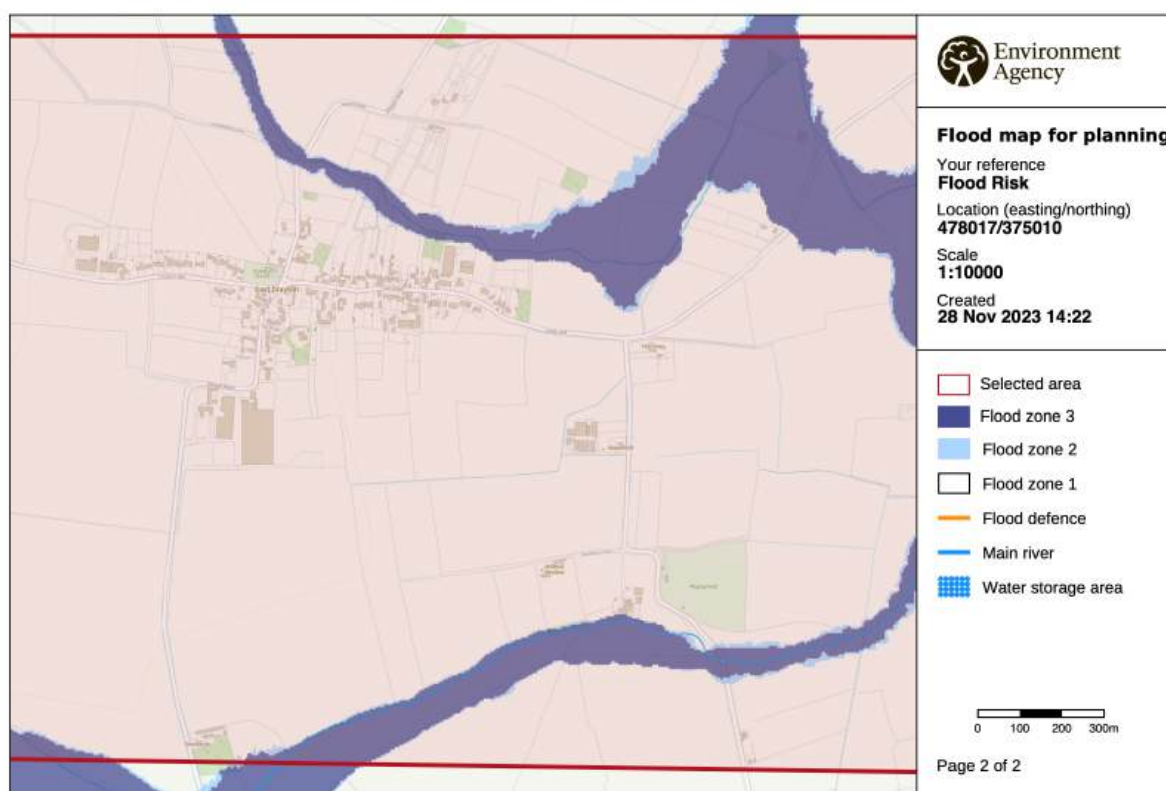 Environment
Agency
Flood map for planning
Your reference
Flood Risk
Location (easting/northing)
478017/375010
Scale
1:10000
Created
28 Nov 2023 14:22
Selected area
Flood zone 3
Flood zone 2
Flood zone 1
Flood defence
Main river
Water storage area
0 100 200 300m
Page 2 of 2
East Drayton